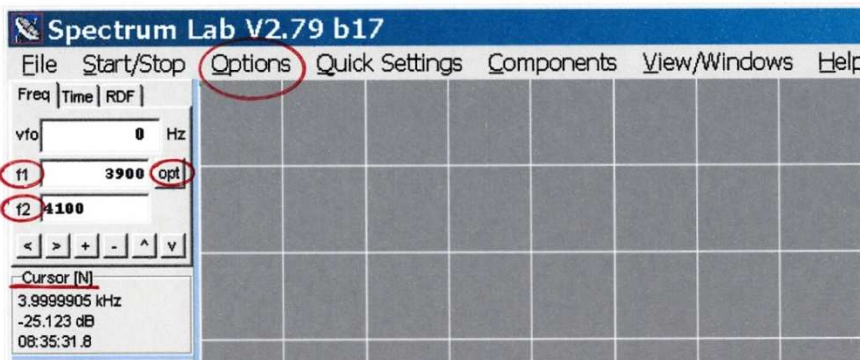 Spectrum Lab V2.79 b17
File Start/Stop Options Quick Settings Components View/Windows Help
Freq Time RDF
vfo 0 Hz
f1 3900 opt
f2 4100
< > + - ^ v
Cursor [N]
3.9999905 kHz
-25.123 dB
08:35:31.8